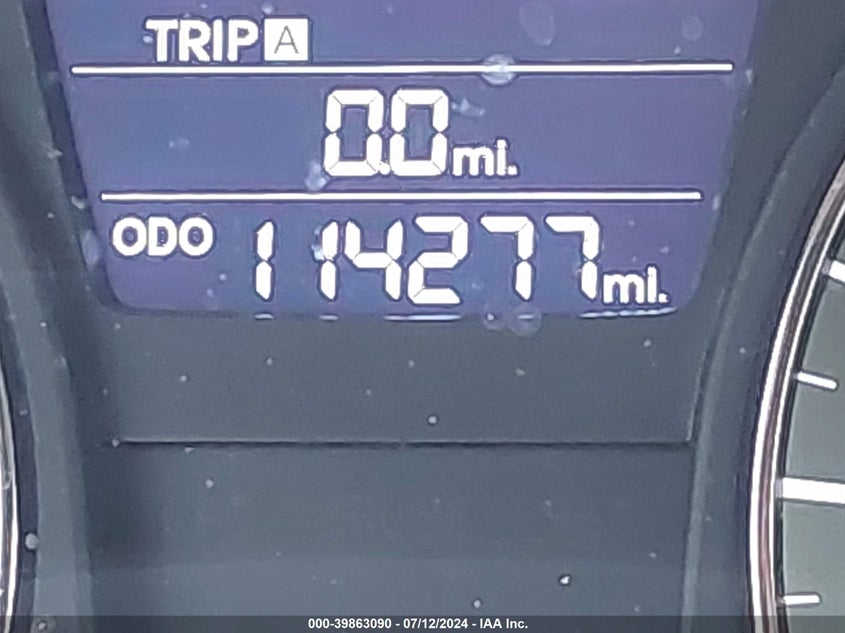 TRIP A
0.0 mi.
ODO 114277 mi.
000-39863090 - 07/12/2024 - IAA Inc.